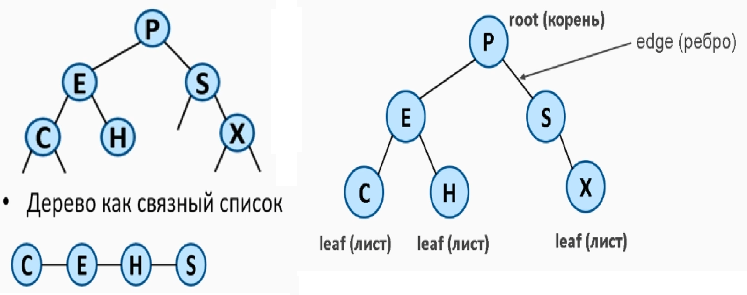 P
E S
C H X
• Дерево как связный список
C E H S
root (корень)
P
edge (ребро)
E S
C H X
leaf (лист) leaf (лист) leaf (лист)